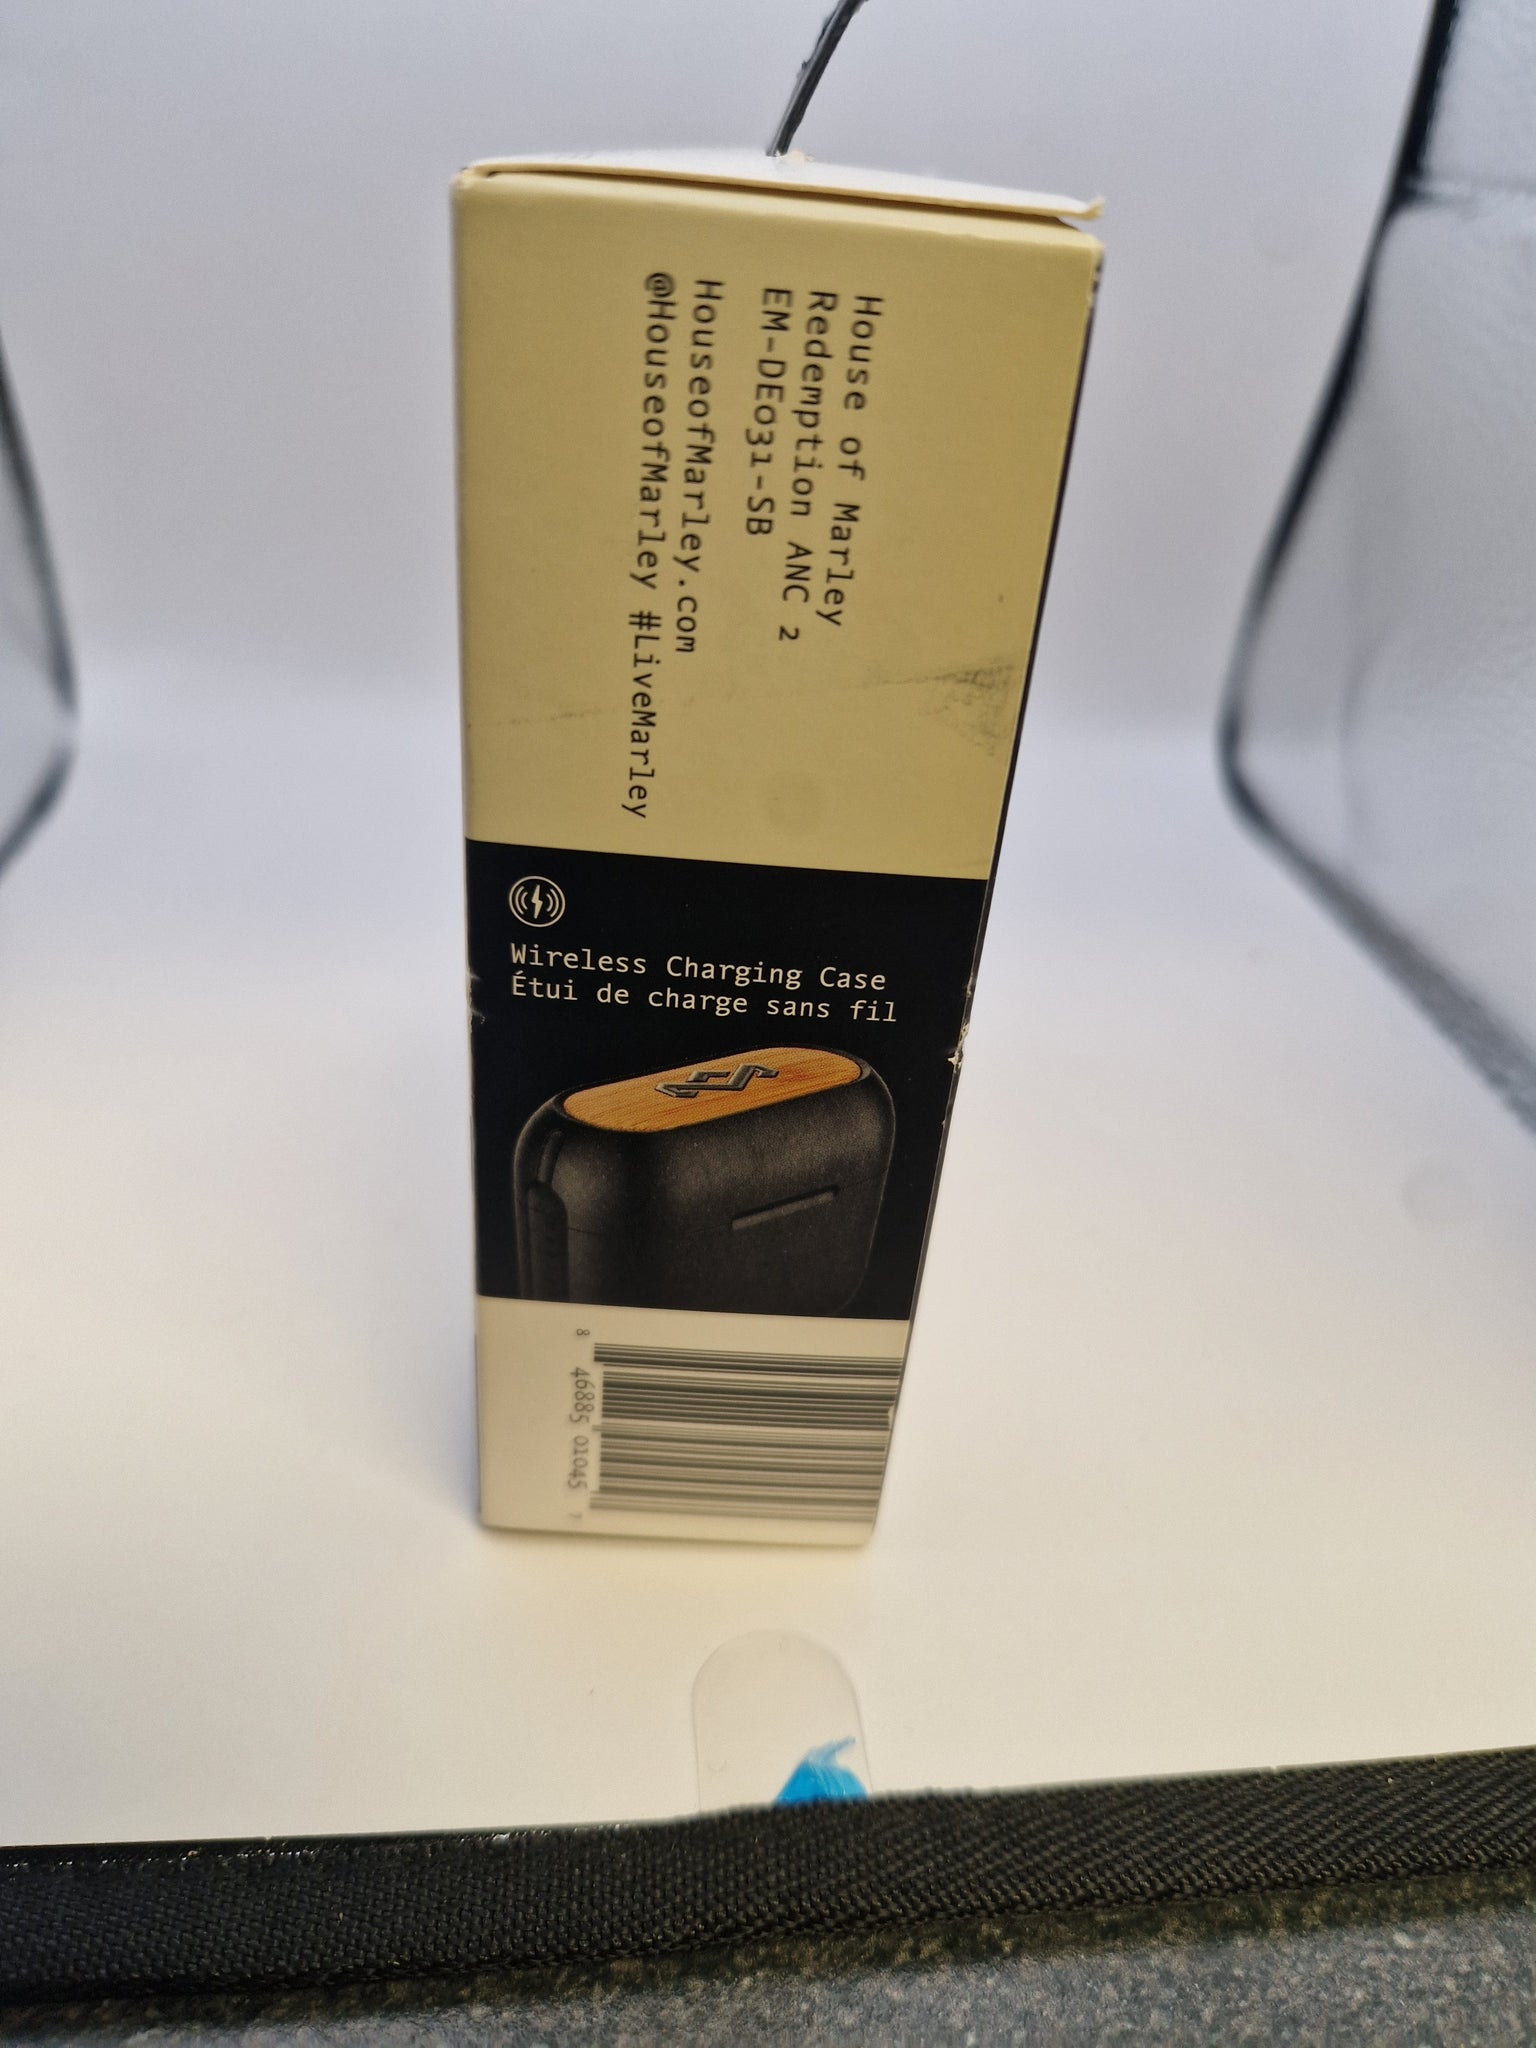 House of Marley
Redemption ANC 2
EM-DE031-SB
HouseofMarley.com
@HouseofMarley #LiveMarley
Wireless Charging Case
Étui de charge sans fil
8 46885 01045 7